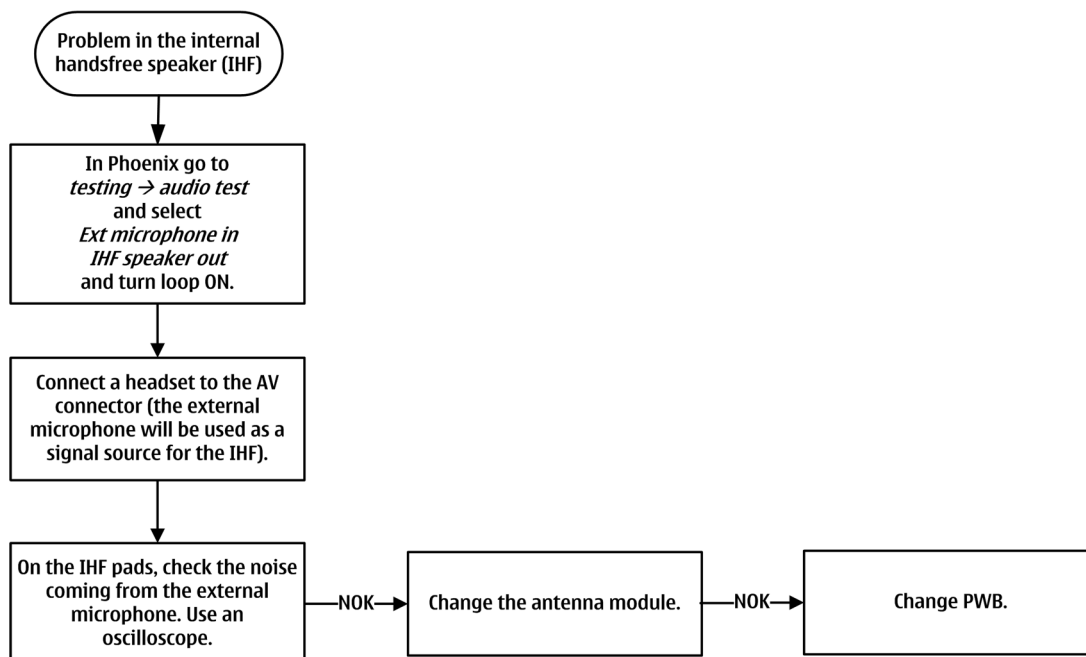 Problem in the internal
handsfree speaker (IHF)
In Phoenix go to
testing → audio test
and select
Ext microphone in
IHF speaker out
and turn loop ON.
Connect a headset to the AV
connector (the external
microphone will be used as a
signal source for the IHF).
On the IHF pads, check the noise
coming from the external
microphone. Use an
oscilloscope.
NOK
Change the antenna module.
NOK
Change PWB.